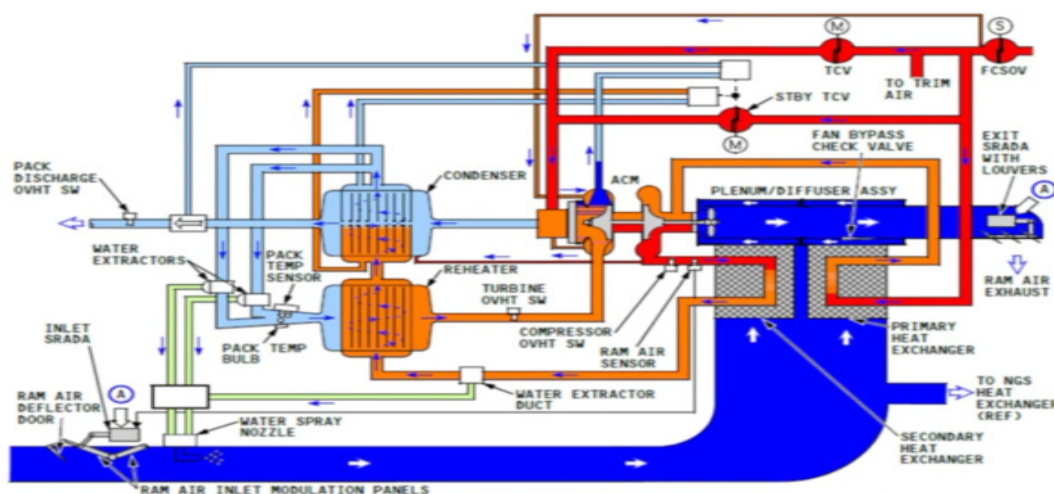 M
S
TCV
TO TRIM
AIR
FCSOV
STBY TCV
M
FAN BYPASS
CHECK VALVE
EXIT
SRADA
WITH
LOUVERS
A
PACK
DISCHARGE
OVHT SW
CONDENSER
ACM
PLENUM/DIFFUSER ASSY
WATER
EXTRACTORS
PACK
TEMP
SENSOR
REHEATER
TURBINE
OVHT SW
RAM AIR
EXHAUST
INLET
SRADA
PACK TEMP
BULB
COMPRESSOR
OVHT SW
RAM AIR
SENSOR
PRIMARY
HEAT
EXCHANGER
A
RAM AIR
DEFLECTOR
DOOR
WATER SPRAY
NOZZLE
WATER EXTRACTOR
DUCT
TO NGS
HEAT
EXCHANGER
(REF)
SECONDARY
HEAT
EXCHANGER
RAM AIR INLET MODULATION PANELS